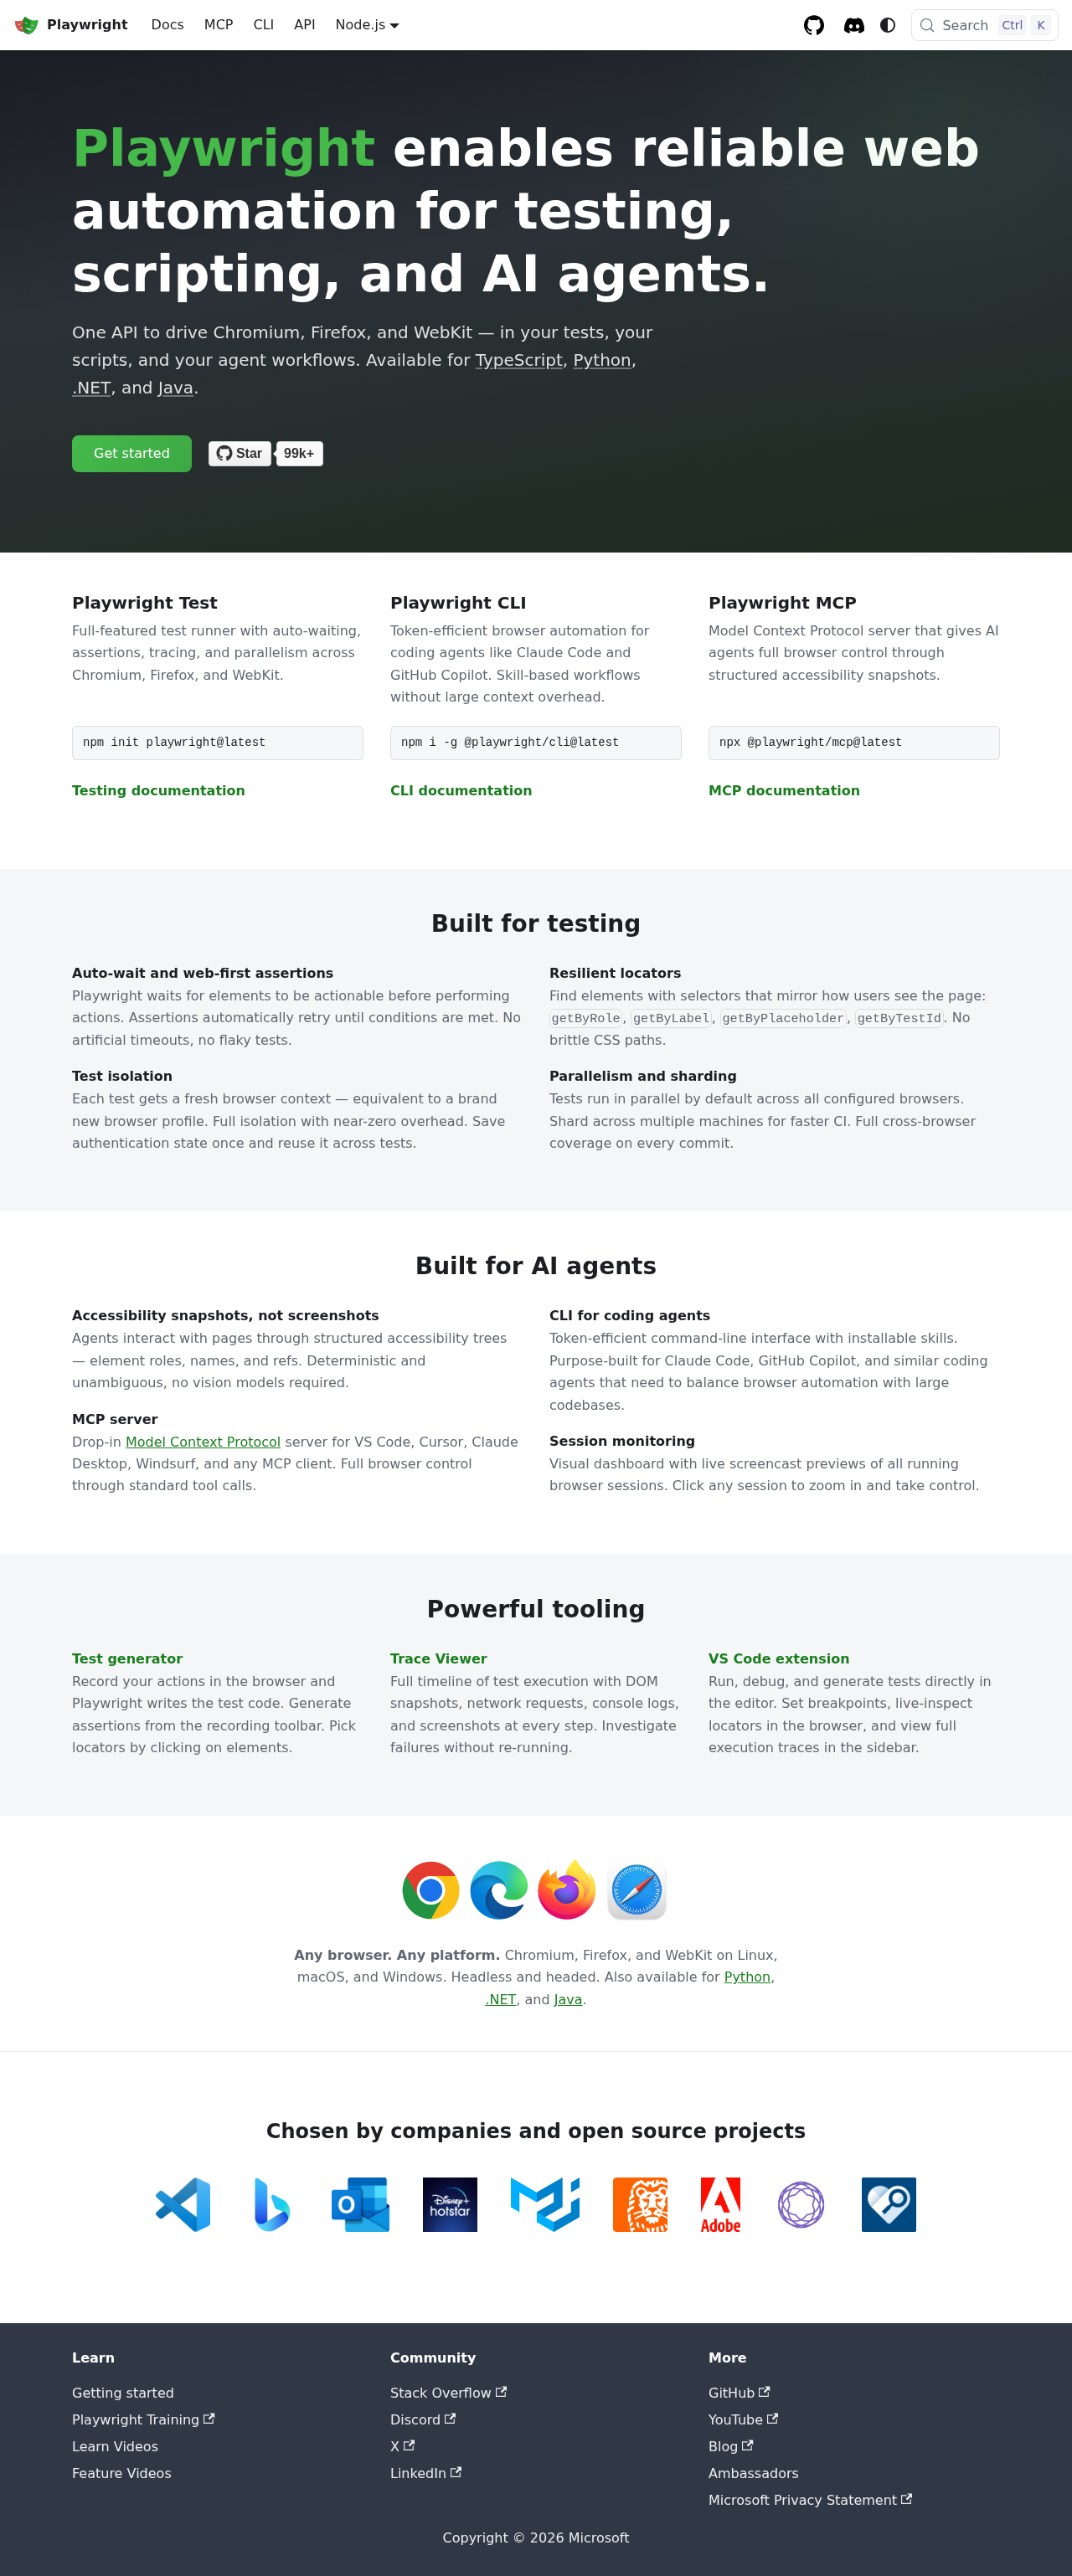 Playwright Docs MCP CLI API Node.js Search Ctrl K
Playwright enables reliable web
automation for testing,
scripting, and AI agents.
One API to drive Chromium, Firefox, and WebKit — in your tests, your
scripts, and your agent workflows. Available for TypeScript, Python,
.NET, and Java.
Get started Star 99k+
Playwright Test
Full-featured test runner with auto-waiting,
assertions, tracing, and parallelism across
Chromium, Firefox, and WebKit.
npm init playwright@latest
Testing documentation
Playwright CLI
Token-efficient browser automation for
coding agents like Claude Code and
GitHub Copilot. Skill-based workflows
without large context overhead.
npm i -g @playwright/cli@latest
CLI documentation
Playwright MCP
Model Context Protocol server that gives AI
agents full browser control through
structured accessibility snapshots.
npx @playwright/mcp@latest
MCP documentation
Built for testing
Auto-wait and web-first assertions
Playwright waits for elements to be actionable before performing
actions. Assertions automatically retry until conditions are met. No
artificial timeouts, no flaky tests.
Test isolation
Each test gets a fresh browser context — equivalent to a brand
new browser profile. Full isolation with near-zero overhead. Save
authentication state once and reuse it across tests.
Resilient locators
Find elements with selectors that mirror how users see the page:
getByRole, getByLabel, getByPlaceholder, getByTestId. No
brittle CSS paths.
Parallelism and sharding
Tests run in parallel by default across all configured browsers.
Shard across multiple machines for faster CI. Full cross-browser
coverage on every commit.
Built for AI agents
Accessibility snapshots, not screenshots
Agents interact with pages through structured accessibility trees
— element roles, names, and refs. Deterministic and
unambiguous, no vision models required.
MCP server
Drop-in Model Context Protocol server for VS Code, Cursor, Claude
Desktop, Windsurf, and any MCP client. Full browser control
through standard tool calls.
CLI for coding agents
Token-efficient command-line interface with installable skills.
Purpose-built for Claude Code, GitHub Copilot, and similar coding
agents that need to balance browser automation with large
codebases.
Session monitoring
Visual dashboard with live screencast previews of all running
browser sessions. Click any session to zoom in and take control.
Powerful tooling
Test generator
Record your actions in the browser and
Playwright writes the test code. Generate
assertions from the recording toolbar. Pick
locators by clicking on elements.
Trace Viewer
Full timeline of test execution with DOM
snapshots, network requests, console logs,
and screenshots at every step. Investigate
failures without re-running.
VS Code extension
Run, debug, and generate tests directly in
the editor. Set breakpoints, live-inspect
locators in the browser, and view full
execution traces in the sidebar.
Any browser. Any platform. Chromium, Firefox, and WebKit on Linux,
macOS, and Windows. Headless and headed. Also available for Python,
.NET, and Java.
Chosen by companies and open source projects
O
Disney+
hotstar
Adobe
Learn
Getting started
Playwright Training
Learn Videos
Feature Videos
Community
Stack Overflow
Discord
X
LinkedIn
More
GitHub
YouTube
Blog
Ambassadors
Microsoft Privacy Statement
Copyright © 2026 Microsoft